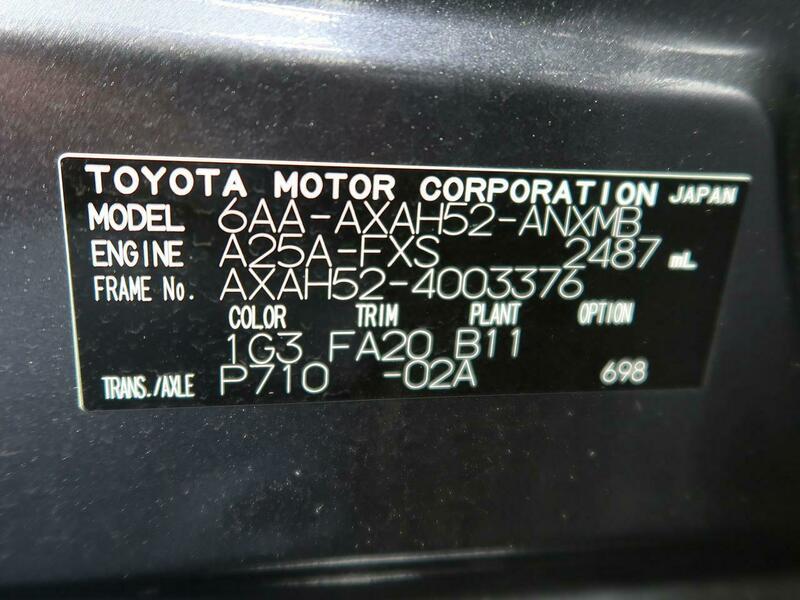 TOYOTA MOTOR CORPORATION JAPAN
MODEL 6AA-AXAH52-ANXMB
ENGINE A25A-FXS 2487 mL
FRAME No. AXAH52-4003376
COLOR TRIM PLANT OPTION
1G3 FA20 B11
TRANS./AXLE P710 -02A 698